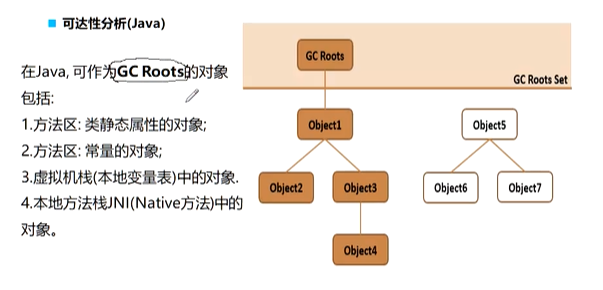 可达性分析(Java)
在Java, 可作为GC Roots的对象
包括:
1.方法区: 类静态属性的对象;
2.方法区: 常量的对象;
3.虚拟机栈(本地变量表)中的对象.
4.本地方法栈JNI(Native方法)中的
对象。
GC Roots
GC Roots Set
Object1
Object5
Object2
Object3
Object6
Object7
Object4